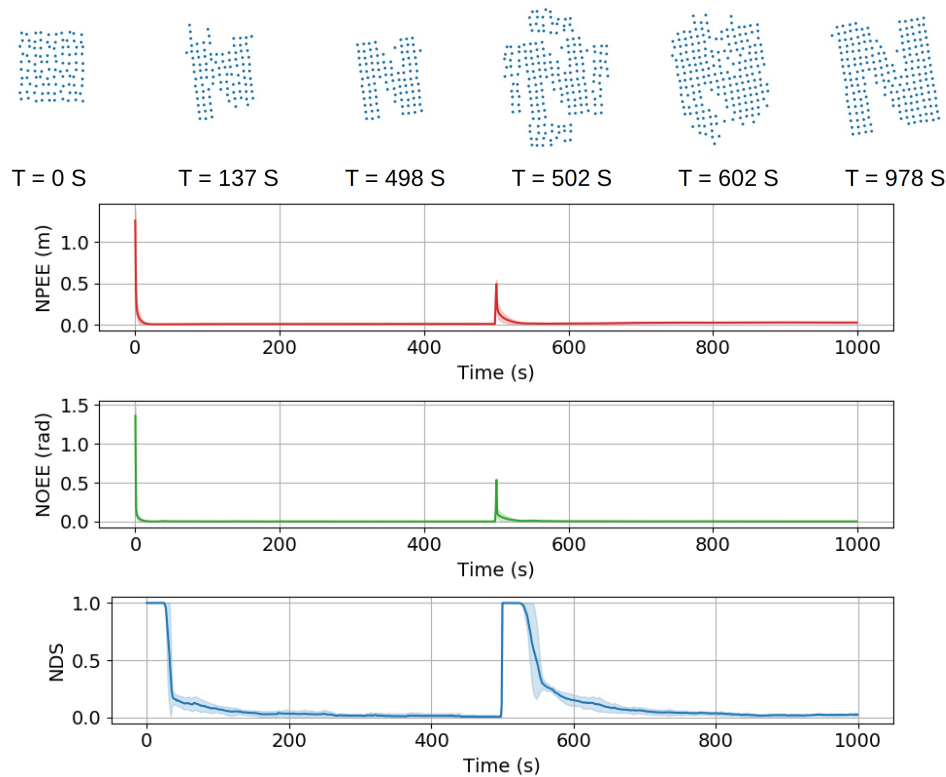 T = 0 S T = 137 S T = 498 S T = 502 S T = 602 S T = 978 S
NPEE (m)
1.0
0.5
0.0
0 200 400 600 800 1000
Time (s)
NOEE (rad)
1.5
1.0
0.5
0.0
0 200 400 600 800 1000
Time (s)
NDS
1.0
0.5
0.0
0 200 400 600 800 1000
Time (s)